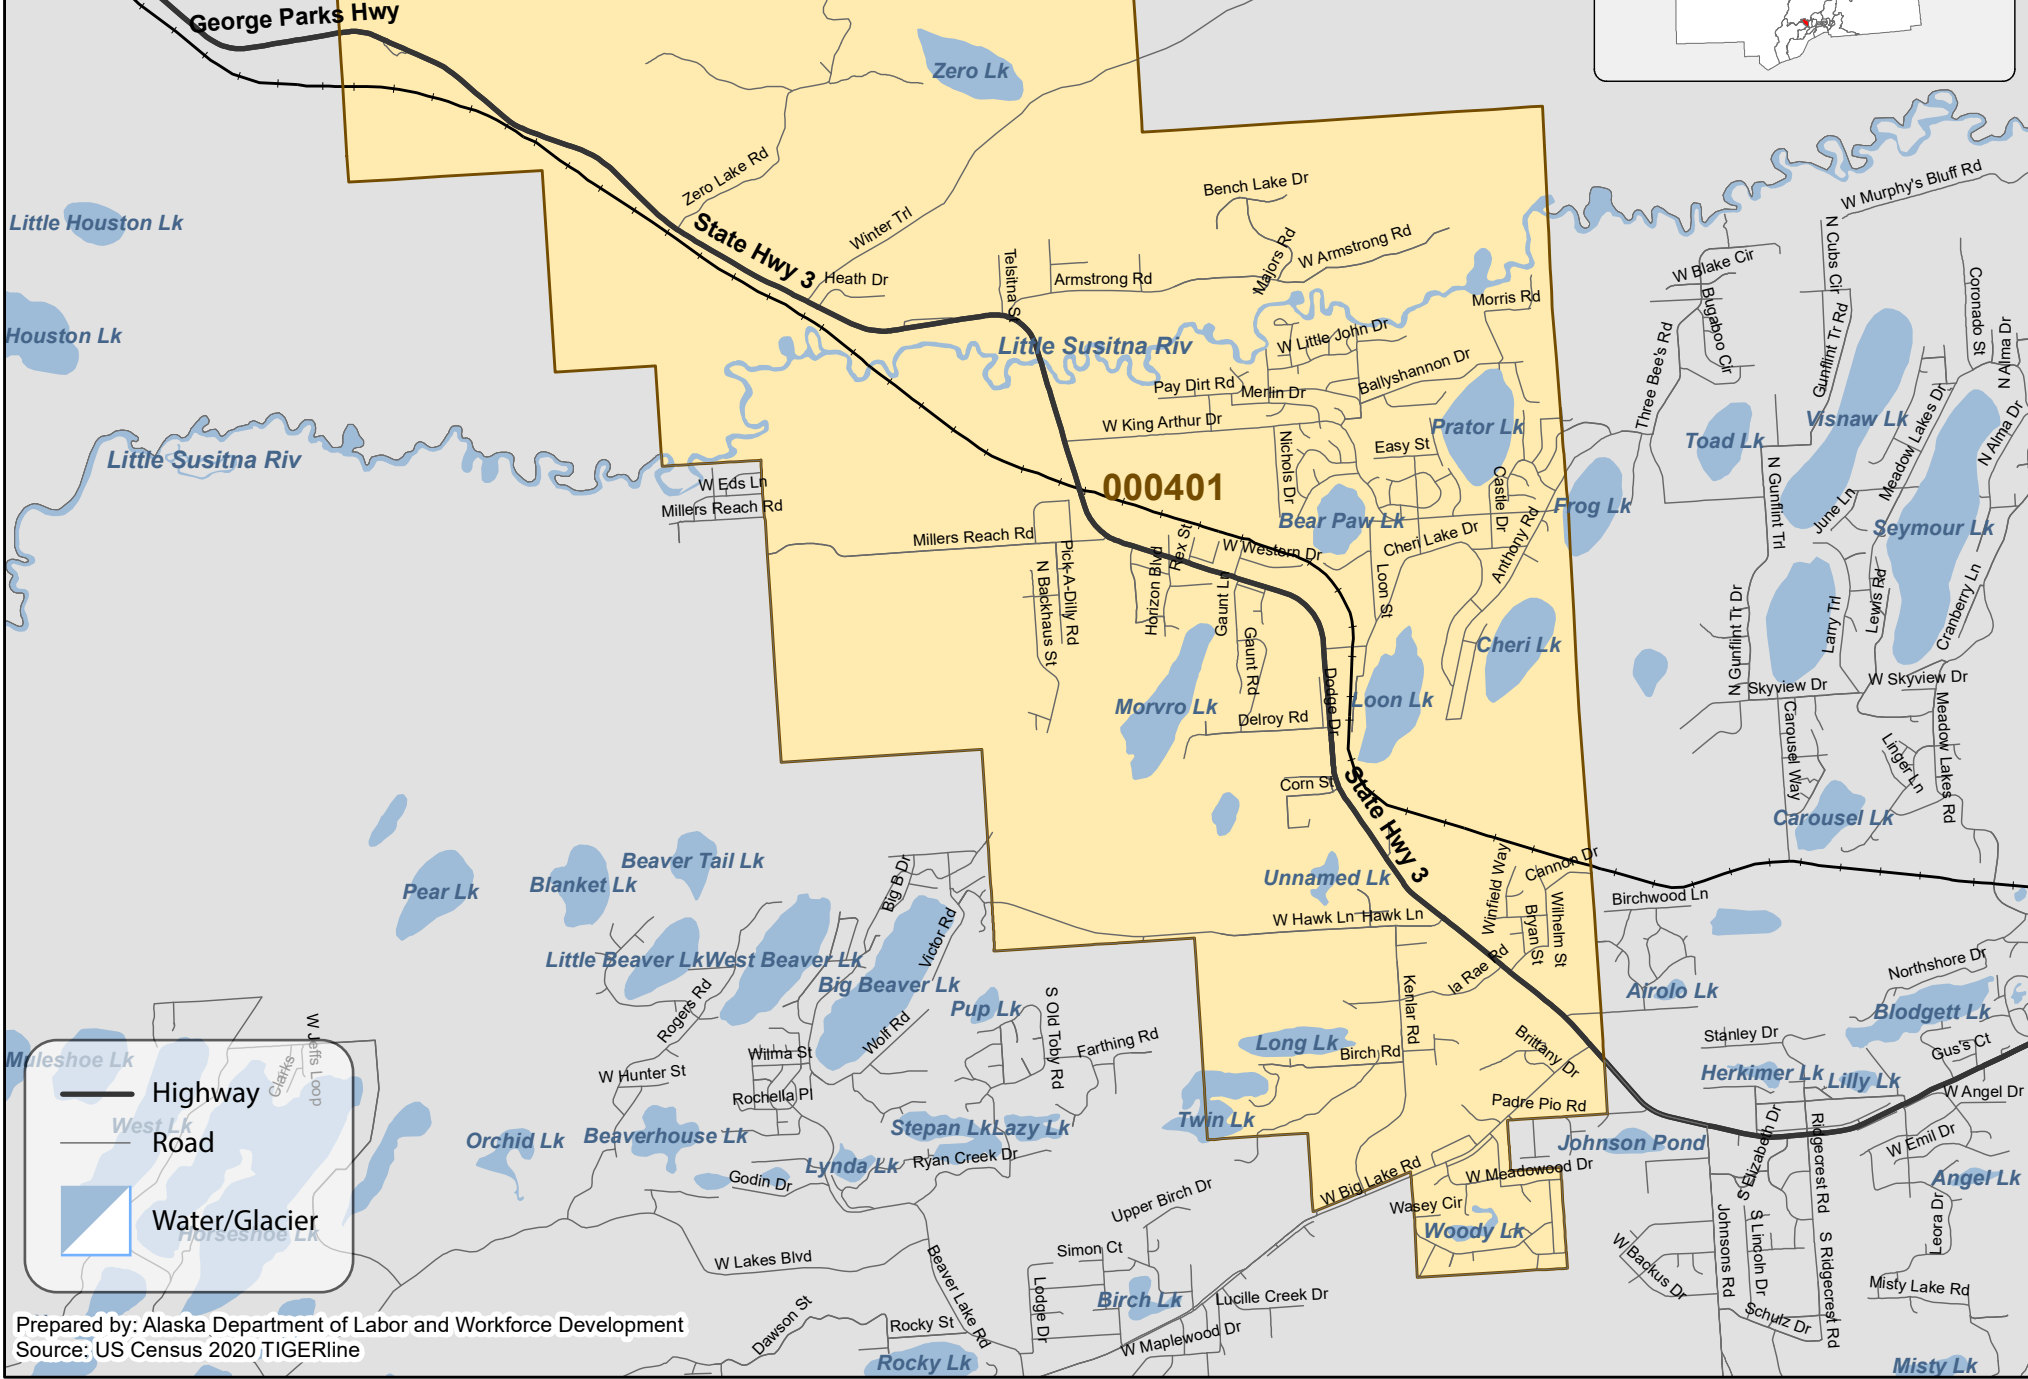 George Parks Hwy
Zero Lk
Zero Lake Rd
Winter Trl
Bench Lake Dr
W Murphy's Bluff Rd
Little Houston Lk
State Hwy 3
Heath Dr
Telsitna St
Armstrong Rd
Majors Rd
W Armstrong Rd
Morris Rd
W Blake Cir
Bugaboo Cir
N Cubs Cir
Gunflint Tr Rd
Coronado St
N Alma Dr
Houston Lk
Little Susitna Riv
W Little John Dr
Pay Dirt Rd
Merlin Dr
Ballyshannon Dr
Three Bee's Rd
W King Arthur Dr
Prator Lk
Toad Lk
Visnaw Lk
Meadow Lakes Dr
N Alma Dr
Little Susitna Riv
Nichols Dr
Easy St
Castle Dr
W Eds Ln
Millers Reach Rd
000401
Bear Paw Lk
Frog Lk
N Gunflint Trl
June Ln
Seymour Lk
Millers Reach Rd
Rex St
W Western Dr
Cheri Lake Dr
Anthony Rd
Pick-A-Dilly Rd
N Backhaus St
Horizon Blvd
Gaunt Ln
Gaunt Rd
Loon St
Cheri Lk
N Gunflint Tr Dr
Larry Trl
Lewis Rd
Cranberry Ln
Morvro Lk
Delroy Rd
Dodge Dr
Loon Lk
Skyview Dr
W Skyview Dr
Carousel Way
Linger Ln
Meadow Lakes Rd
Corn St
State Hwy 3
Carousel Lk
Pear Lk
Blanket Lk
Beaver Tail Lk
Big B Dr
Victor Rd
Unnamed Lk
W Hawk Ln
Hawk Ln
Winfield Way
Cannon Dr
Bryan St
Wilhelm St
Birchwood Ln
Little Beaver Lk
West Beaver Lk
Big Beaver Lk
Rogers Rd
Pup Lk
Wolf Rd
S Old Toby Rd
Farthing Rd
Ia Rae Rd
Kenlar Rd
Airolo Lk
Northshore Dr
Blodgett Lk
Muleshoe Lk
W Jeffs Loop
Clarks
Wilma St
W Hunter St
Rochella Pl
Long Lk
Birch Rd
Brittany Dr
Stanley Dr
Gus's Ct
Herkimer Lk
Lilly Lk
W Angel Dr
Highway
West Lk
Road
Orchid Lk
Beaverhouse Lk
Stepan Lk
Lazy Lk
Twin Lk
Padre Pio Rd
Johnson Pond
S Elizabeth Dr
Ridgecrest Rd
W Emil Dr
Lynda Lk
Ryan Creek Dr
Godin Dr
W Big Lake Rd
W Meadowood Dr
Angel Lk
Water/Glacier
Horseshoe Lk
Upper Birch Dr
Wasey Cir
Woody Lk
Johnsons Rd
S Lincoln Dr
S Ridgecrest Rd
Leora Dr
W Lakes Blvd
Beaver Lake Rd
Simon Ct
Lodge Dr
Birch Lk
Lucille Creek Dr
W Backus Dr
Misty Lake Rd
Schulz Dr
Prepared by: Alaska Department of Labor and Workforce Development
Source: US Census 2020 TIGERline
Dawson St
Rocky St
Rocky Lk
W Maplewood Dr
Misty Lk